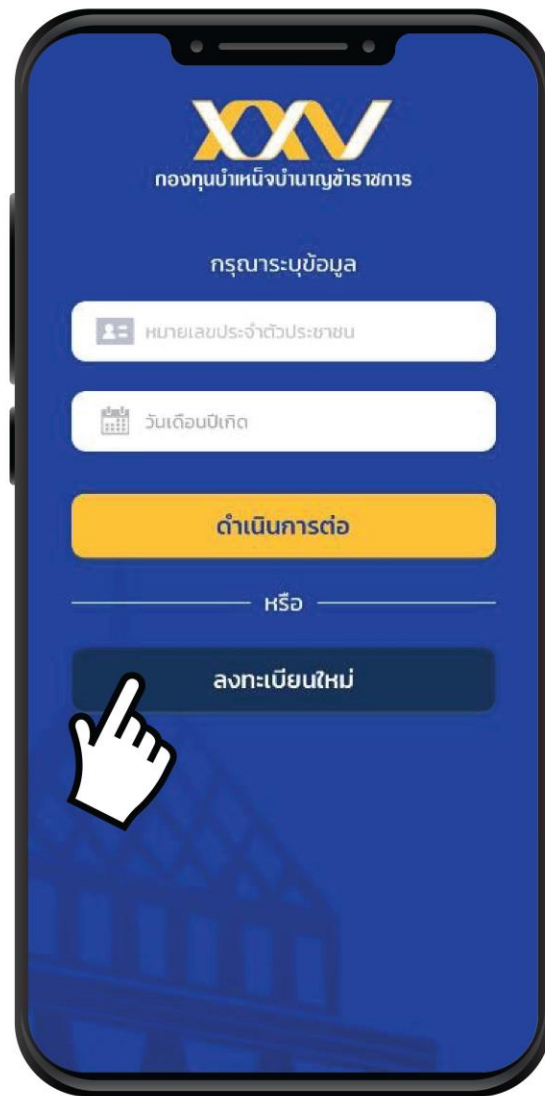 กองทุนบำเหน็จบำนาญข้าราชการ
กรุณาระบุข้อมูล
หมายเลขประจำตัวประชาชน
วันเดือนปีเกิด
ดำเนินการต่อ
หรือ
ลงทะเบียนใหม่